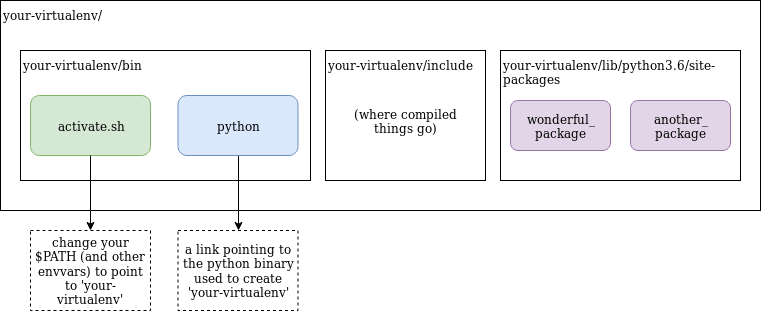 your-virtualenv/
your-virtualenv/bin
activate.sh
python
your-virtualenv/include
(where compiled
things go)
your-virtualenv/lib/python3.6/site-
packages
wonderful_
package
another_
package
change your
$PATH (and other
envvars) to point
to 'your-
virtualenv'
a link pointing to
the python binary
used to create
'your-virtualenv'